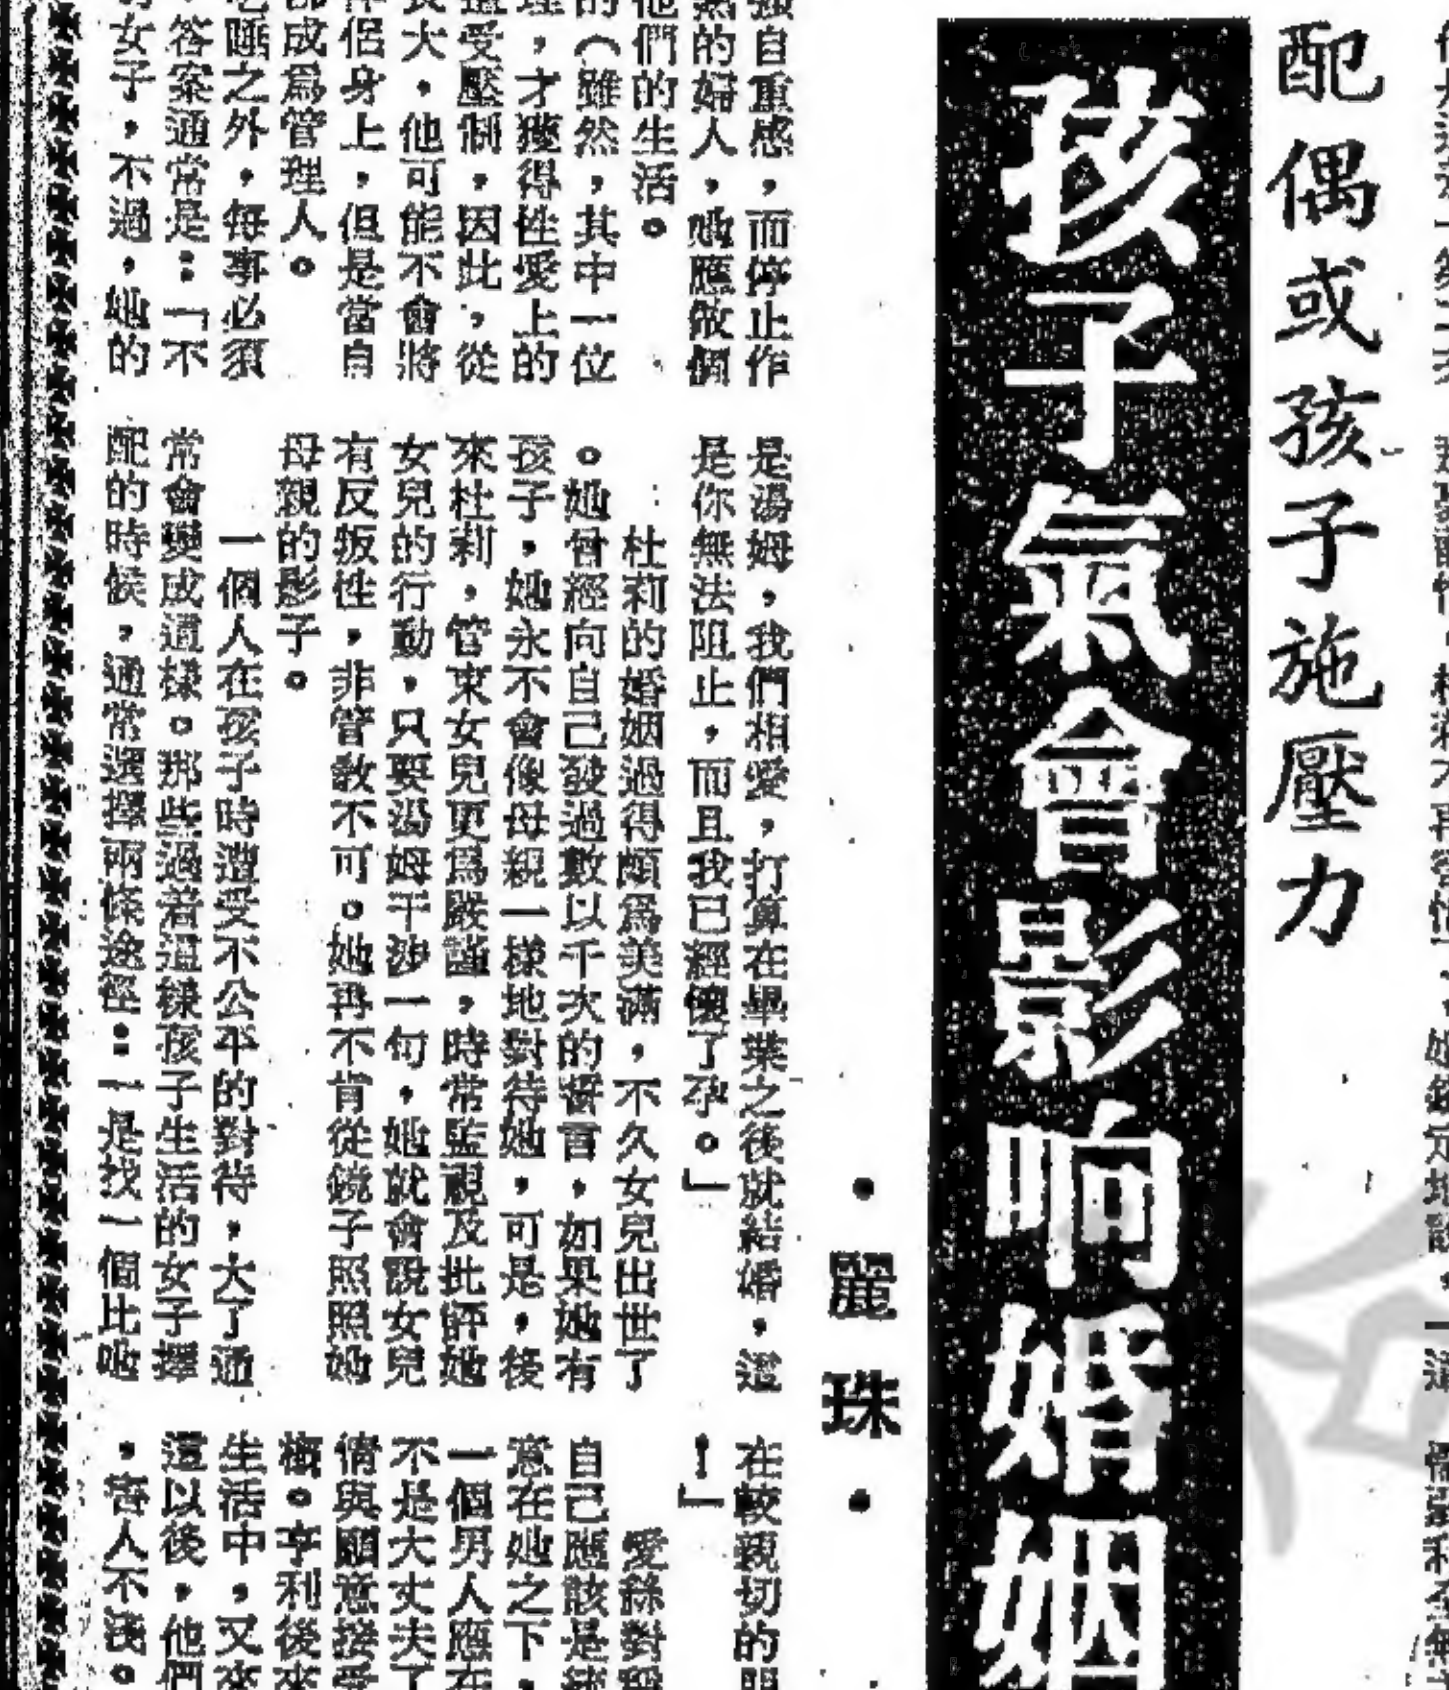 配偶或孩子施壓力
孩子氣會影响婚姻
•麗珠•
強自重感，而停止作
熟的婦人，她應做個
他們的生活。
的（雖然，其中一位
理，才獲得性愛上的
遭受壓制，因此，從
長大，他可能不會將
伴侶身上，但是當自
都成爲管理人。
吃睡之外，每事必須
答案通常是：「不
女子，不過，她的
是湯姆，我們相愛，打算在畢業之後就結婚，這
是你無法阻止，而且我已經懷了孕。」
杜莉的婚姻過得頗爲美滿，不久女兒出世了
。她曾經向自己發過數以千次的誓言，如果她有
孩子，她永不會像母親一樣地對待她，可是，後
來杜莉，管束女兒更爲嚴謹，時常監視及批評她
女兒的行動，只要湯姆干涉一句，她就會說女兒
有反叛性，非管教不可。她再不肯從鏡子照照她
母親的影子。
一個人在孩子時遭受不公平的對待，大了通
常會變成這樣。那些過着這樣孩子生活的女子擇
配的時候，通常選擇兩條途徑：一是找一個比她
在較親切的
！」
愛錄對
自己應該是
意在她之下，
一個男人應在
不是大丈夫了
情與願意接受
權。亨利後來
生活中，又來
這以後，他們
，害人不淺。